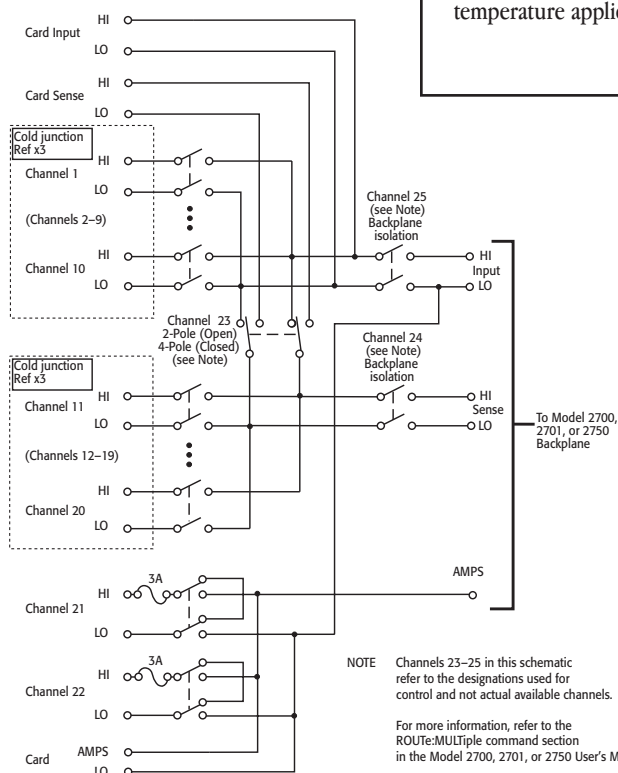 temperature applic
Card Input
HI
LO
Card Sense
HI
LO
Cold junction
Ref x3
Channel 1
HI
LO
(Channels 2–9)
Channel 10
HI
LO
Channel 25
(see Note)
Backplane
isolation
HI
Input
LO
Channel 23
2-Pole (Open)
4-Pole (Closed)
(see Note)
Channel 24
(see Note)
Backplane
isolation
HI
Sense
LO
To Model 2700,
2701, or 2750
Backplane
Cold junction
Ref x3
Channel 11
HI
LO
(Channels 12–19)
Channel 20
HI
LO
AMPS
Channel 21
HI
3A
LO
Channel 22
HI
3A
LO
Card
AMPS
LO
NOTE Channels 23–25 in this schematic
refer to the designations used for
control and not actual available channels.
For more information, refer to the
ROUTe:MULTiple command section
in the Model 2700, 2701, or 2750 User's M